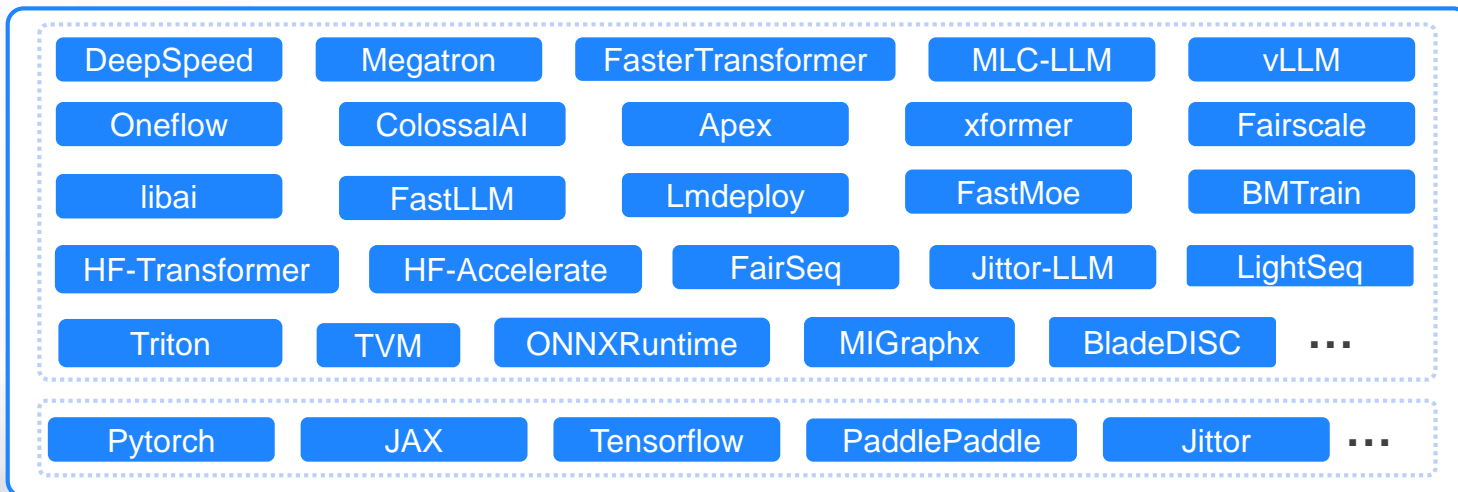 DeepSpeed Megatron FasterTransformer MLC-LLM vLLM
Oneflow ColossalAI Apex xformer Fairscale
libai FastLLM Lmdeploy FastMoe BMTrain
HF-Transformer HF-Accelerate FairSeq Jittor-LLM LightSeq
Triton TVM ONNXRuntime MIGraphx BladeDISC ...
Pytorch JAX Tensorflow PaddlePaddle Jittor ...